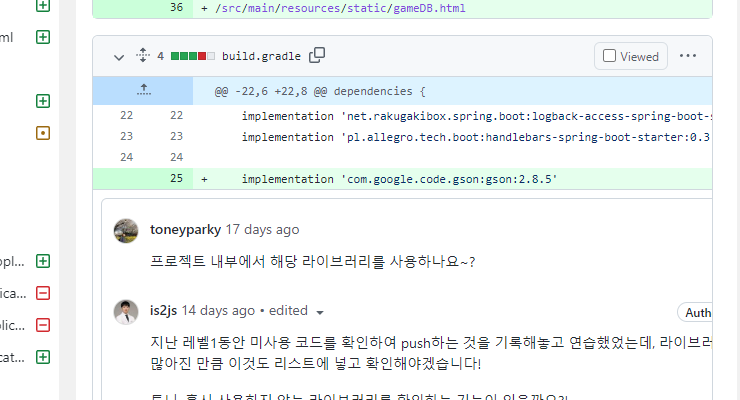 36 + /src/main/resources/static/gameDB.html
ml
4 build.gradle Viewed
@@ -22,6 +22,8 @@ dependencies {
22 22 implementation 'net.rakugakibox.spring.boot:logback-access-spring-boot-s
23 23 implementation 'pl.allegro.tech.boot:handlebars-spring-boot-starter:0.3
24 24
25 + implementation 'com.google.code.gson:gson:2.8.5'
toneyparky 17 days ago
프로젝트 내부에서 해당 라이브러리를 사용하나요~?
opl...
ica...
olic...
cat...
is2js 14 days ago • edited Auth
지난 레벨1동안 미사용 코드를 확인하여 push하는 것을 기록해놓고 연습했었는데, 라이브러
많아진 만큼 이것도 리스트에 넣고 확인해야겠습니다!